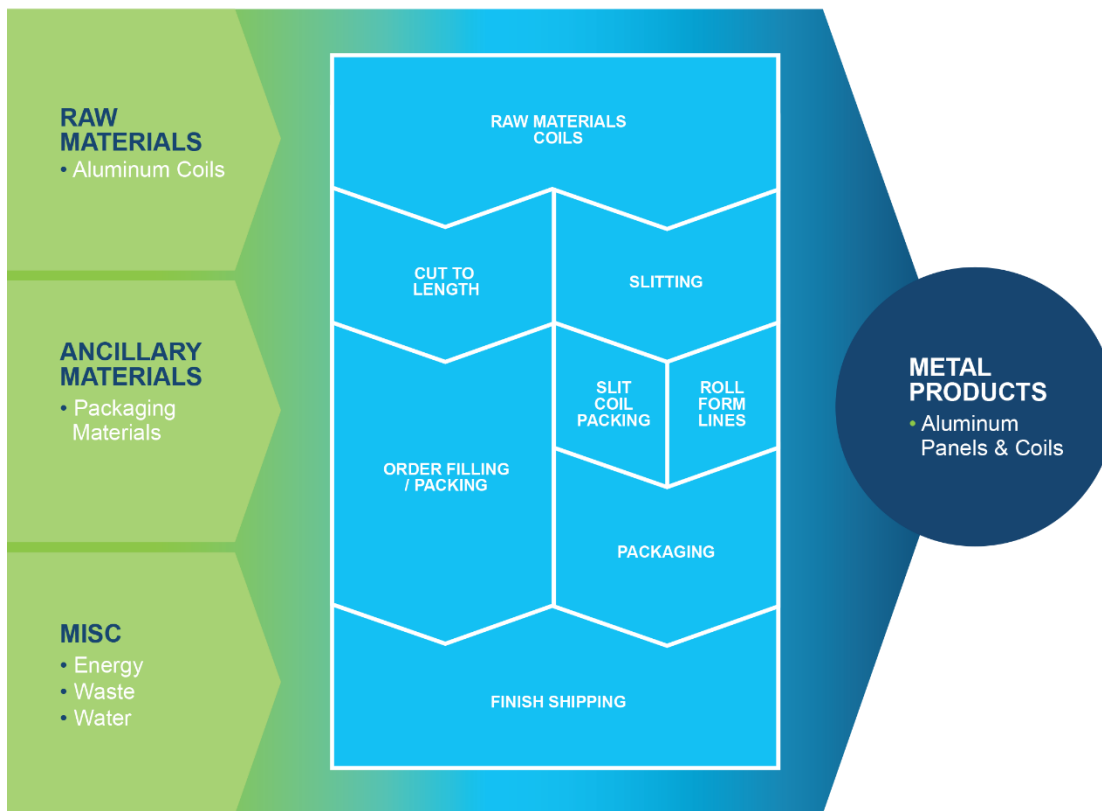 RAW
MATERIALS
• Aluminum Coils
ANCILLARY
MATERIALS
• Packaging
Materials
MISC
• Energy
• Waste
• Water
RAW MATERIALS
COILS
CUT TO
LENGTH
SLITTING
SLIT
COIL
PACKING
ROLL
FORM
LINES
ORDER FILLING
/ PACKING
PACKAGING
FINISH SHIPPING
METAL
PRODUCTS
• Aluminum
Panels & Coils